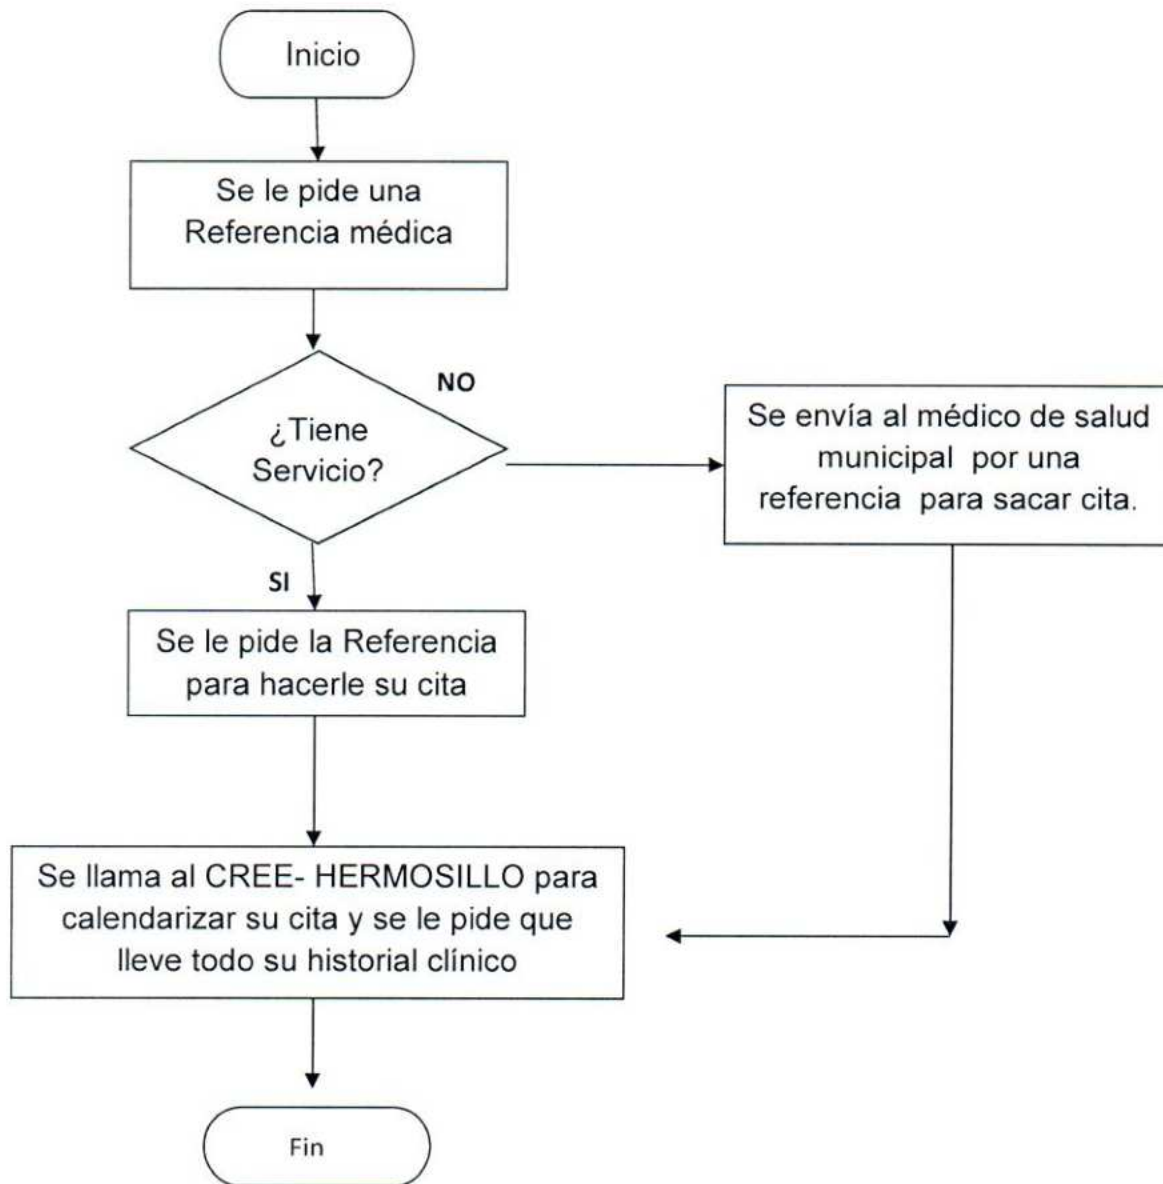 Inicio
Se le pide una
Referencia médica
NO
¿Tiene
Servicio?
Se envía al médico de salud
municipal por una
referencia para sacar cita.
SI
Se le pide la Referencia
para hacerle su cita
Se llama al CREE- HERMOSILLO para
calendarizar su cita y se le pide que
lleve todo su historial clínico
Fin